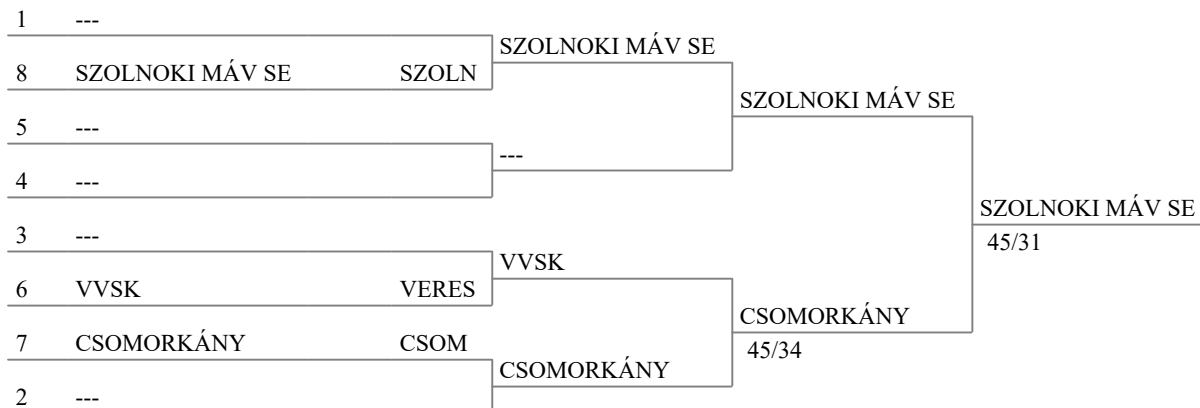 1 ---
SZOLNOKI MÁV SE
8 SZOLNOKI MÁV SE SZOLN
SZOLNOKI MÁV SE
5 ---
---
4 ---
SZOLNOKI MÁV SE
45/31
3 ---
VVSK
6 VVSK VERES
CSOMORKÁNY
45/34
7 CSOMORKÁNY CSOM
CSOMORKÁNY
2 ---